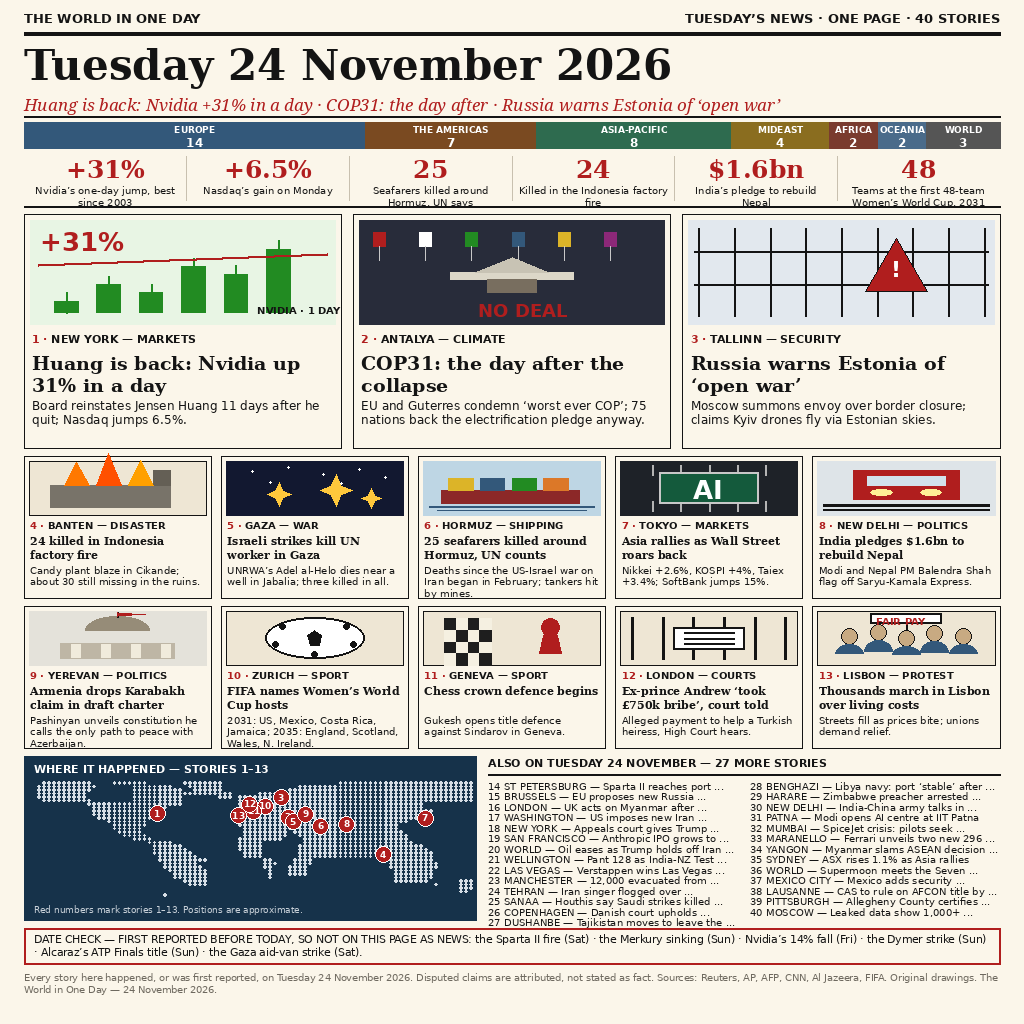 THE WORLD IN ONE DAY
TUESDAY’S NEWS · ONE PAGE · 40 STORIES
Tuesday 24 November 2026
Huang is back: Nvidia +31% in a day · COP31: the day after · Russia warns Estonia of ‘open war’
EUROPE
14
THE AMERICAS
7
ASIA-PACIFIC
8
MIDEAST
4
AFRICA
2
OCEANIA
2
WORLD
3
+31%
Nvidia’s one-day jump, best
since 2003
+6.5%
Nasdaq’s gain on Monday
25
Seafarers killed around
Hormuz, UN says
24
Killed in the Indonesia factory
fire
$1.6bn
India’s pledge to rebuild
Nepal
48
Teams at the first 48-team
Women’s World Cup, 2031
+31%
NVIDIA · 1 DAY
1 · NEW YORK — MARKETS
Huang is back: Nvidia up
31% in a day
Board reinstates Jensen Huang 11 days after he
quit; Nasdaq jumps 6.5%.
NO DEAL
2 · ANTALYA — CLIMATE
COP31: the day after the
collapse
EU and Guterres condemn ‘worst ever COP’; 75
nations back the electrification pledge anyway.
!
3 · TALLINN — SECURITY
Russia warns Estonia of
‘open war’
Moscow summons envoy over border closure;
claims Kyiv drones fly via Estonian skies.
4 · BANTEN — DISASTER
24 killed in Indonesia
factory fire
Candy plant blaze in Cikande;
about 30 still missing in the ruins.
5 · GAZA — WAR
Israeli strikes kill UN
worker in Gaza
UNRWA’s Adel al-Helo dies near a
well in Jabalia; three killed in all.
6 · HORMUZ — SHIPPING
25 seafarers killed around
Hormuz, UN counts
Deaths since the US-Israel war on
Iran began in February; tankers hit
by mines.
AI
7 · TOKYO — MARKETS
Asia rallies as Wall Street
roars back
Nikkei +2.6%, KOSPI +4%, Taiex
+3.4%; SoftBank jumps 15%.
8 · NEW DELHI — POLITICS
India pledges $1.6bn to
rebuild Nepal
Modi and Nepal PM Balendra Shah
flag off Saryu-Kamala Express.
9 · YEREVAN — POLITICS
Armenia drops Karabakh
claim in draft charter
Pashinyan unveils constitution he
calls the only path to peace with
Azerbaijan.
10 · ZURICH — SPORT
FIFA names Women’s World
Cup hosts
2031: US, Mexico, Costa Rica,
Jamaica; 2035: England, Scotland,
Wales, N. Ireland.
11 · GENEVA — SPORT
Chess crown defence begins
Gukesh opens title defence
against Sindarov in Geneva.
12 · LONDON — COURTS
Ex-prince Andrew ‘took
£750k bribe’, court told
Alleged payment to help a Turkish
heiress, High Court hears.
FAIR PAY
13 · LISBON — PROTEST
Thousands march in Lisbon
over living costs
Streets fill as prices bite; unions
demand relief.
WHERE IT HAPPENED — STORIES 1–13
1
12
10
3
13
5
9
6
8
7
4
Red numbers mark stories 1–13. Positions are approximate.
ALSO ON TUESDAY 24 NOVEMBER — 27 MORE STORIES
14 ST PETERSBURG — Sparta II reaches port ...
15 BRUSSELS — EU proposes new Russia ...
16 LONDON — UK acts on Myanmar after ...
17 WASHINGTON — US imposes new Iran ...
18 NEW YORK — Appeals court gives Trump ...
19 SAN FRANCISCO — Anthropic IPO grows to ...
20 WORLD — Oil eases as Trump holds off Iran ...
21 WELLINGTON — Pant 128 as India-NZ Test ...
22 LAS VEGAS — Verstappen wins Las Vegas ...
23 MANCHESTER — 12,000 evacuated from ...
24 TEHRAN — Iran singer flogged over ...
25 SANAA — Houthis say Saudi strikes killed ...
26 COPENHAGEN — Danish court upholds ...
27 DUSHANBE — Tajikistan moves to leave the ...
28 BENGHAZI — Libya navy: port ‘stable’ after ...
29 HARARE — Zimbabwe preacher arrested ...
30 NEW DELHI — India-China army talks in ...
31 PATNA — Modi opens AI centre at IIT Patna
32 MUMBAI — SpiceJet crisis: pilots seek ...
33 MARANELLO — Ferrari unveils two new 296 ...
34 YANGON — Myanmar slams ASEAN decision ...
35 SYDNEY — ASX rises 1.1% as Asia rallies
36 WORLD — Supermoon meets the Seven ...
37 MEXICO CITY — Mexico adds security ...
38 LAUSANNE — CAS to rule on AFCON title by ...
39 PITTSBURGH — Allegheny County certifies ...
40 MOSCOW — Leaked data show 1,000+ ...
DATE CHECK — FIRST REPORTED BEFORE TODAY, SO NOT ON THIS PAGE AS NEWS: the Sparta II fire (Sat) · the Merkury sinking (Sun) · Nvidia’s 14% fall (Fri) · the Dymer strike (Sun)
· Alcaraz’s ATP Finals title (Sun) · the Gaza aid-van strike (Sat).
Every story here happened, or was first reported, on Tuesday 24 November 2026. Disputed claims are attributed, not stated as fact. Sources: Reuters, AP, AFP, CNN, Al Jazeera, FIFA. Original drawings. The
World in One Day — 24 November 2026.